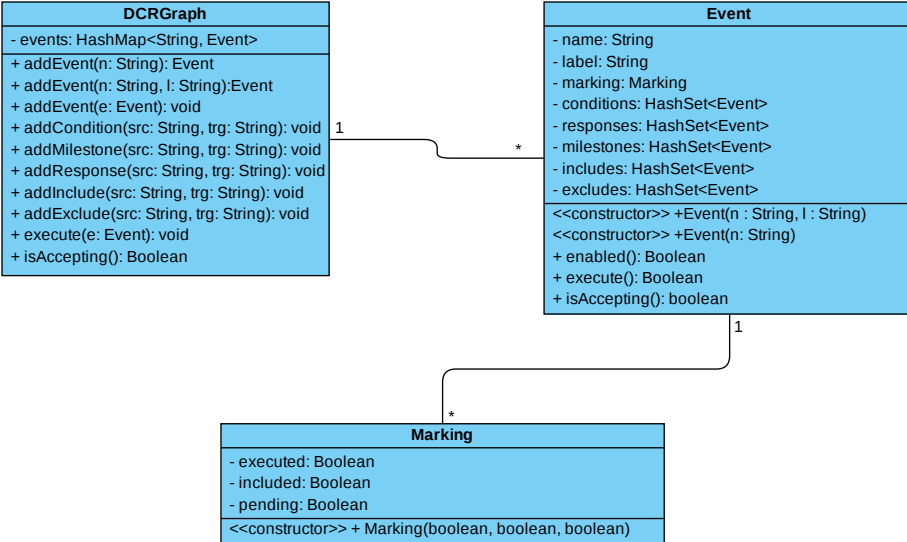 DCRGraph
- events: HashMap<String, Event>
+ addEvent(n: String): Event
+ addEvent(n: String, l: String):Event
+ addEvent(e: Event): void
+ addCondition(src: String, trg: String): void
+ addMilestone(src: String, trg: String): void
+ addResponse(src: String, trg: String): void
+ addInclude(src: String, trg: String): void
+ addExclude(src: String, trg: String): void
+ execute(e: Event): void
+ isAccepting(): Boolean
1
*
Event
- name: String
- label: String
- marking: Marking
- conditions: HashSet<Event>
- responses: HashSet<Event>
- milestones: HashSet<Event>
- includes: HashSet<Event>
- excludes: HashSet<Event>
<<constructor>> +Event(n : String, l : String)
<<constructor>> +Event(n: String)
+ enabled(): Boolean
+ execute(): Boolean
+ isAccepting(): boolean
1
*
Marking
- executed: Boolean
- included: Boolean
- pending: Boolean
<<constructor>> + Marking(boolean, boolean, boolean)